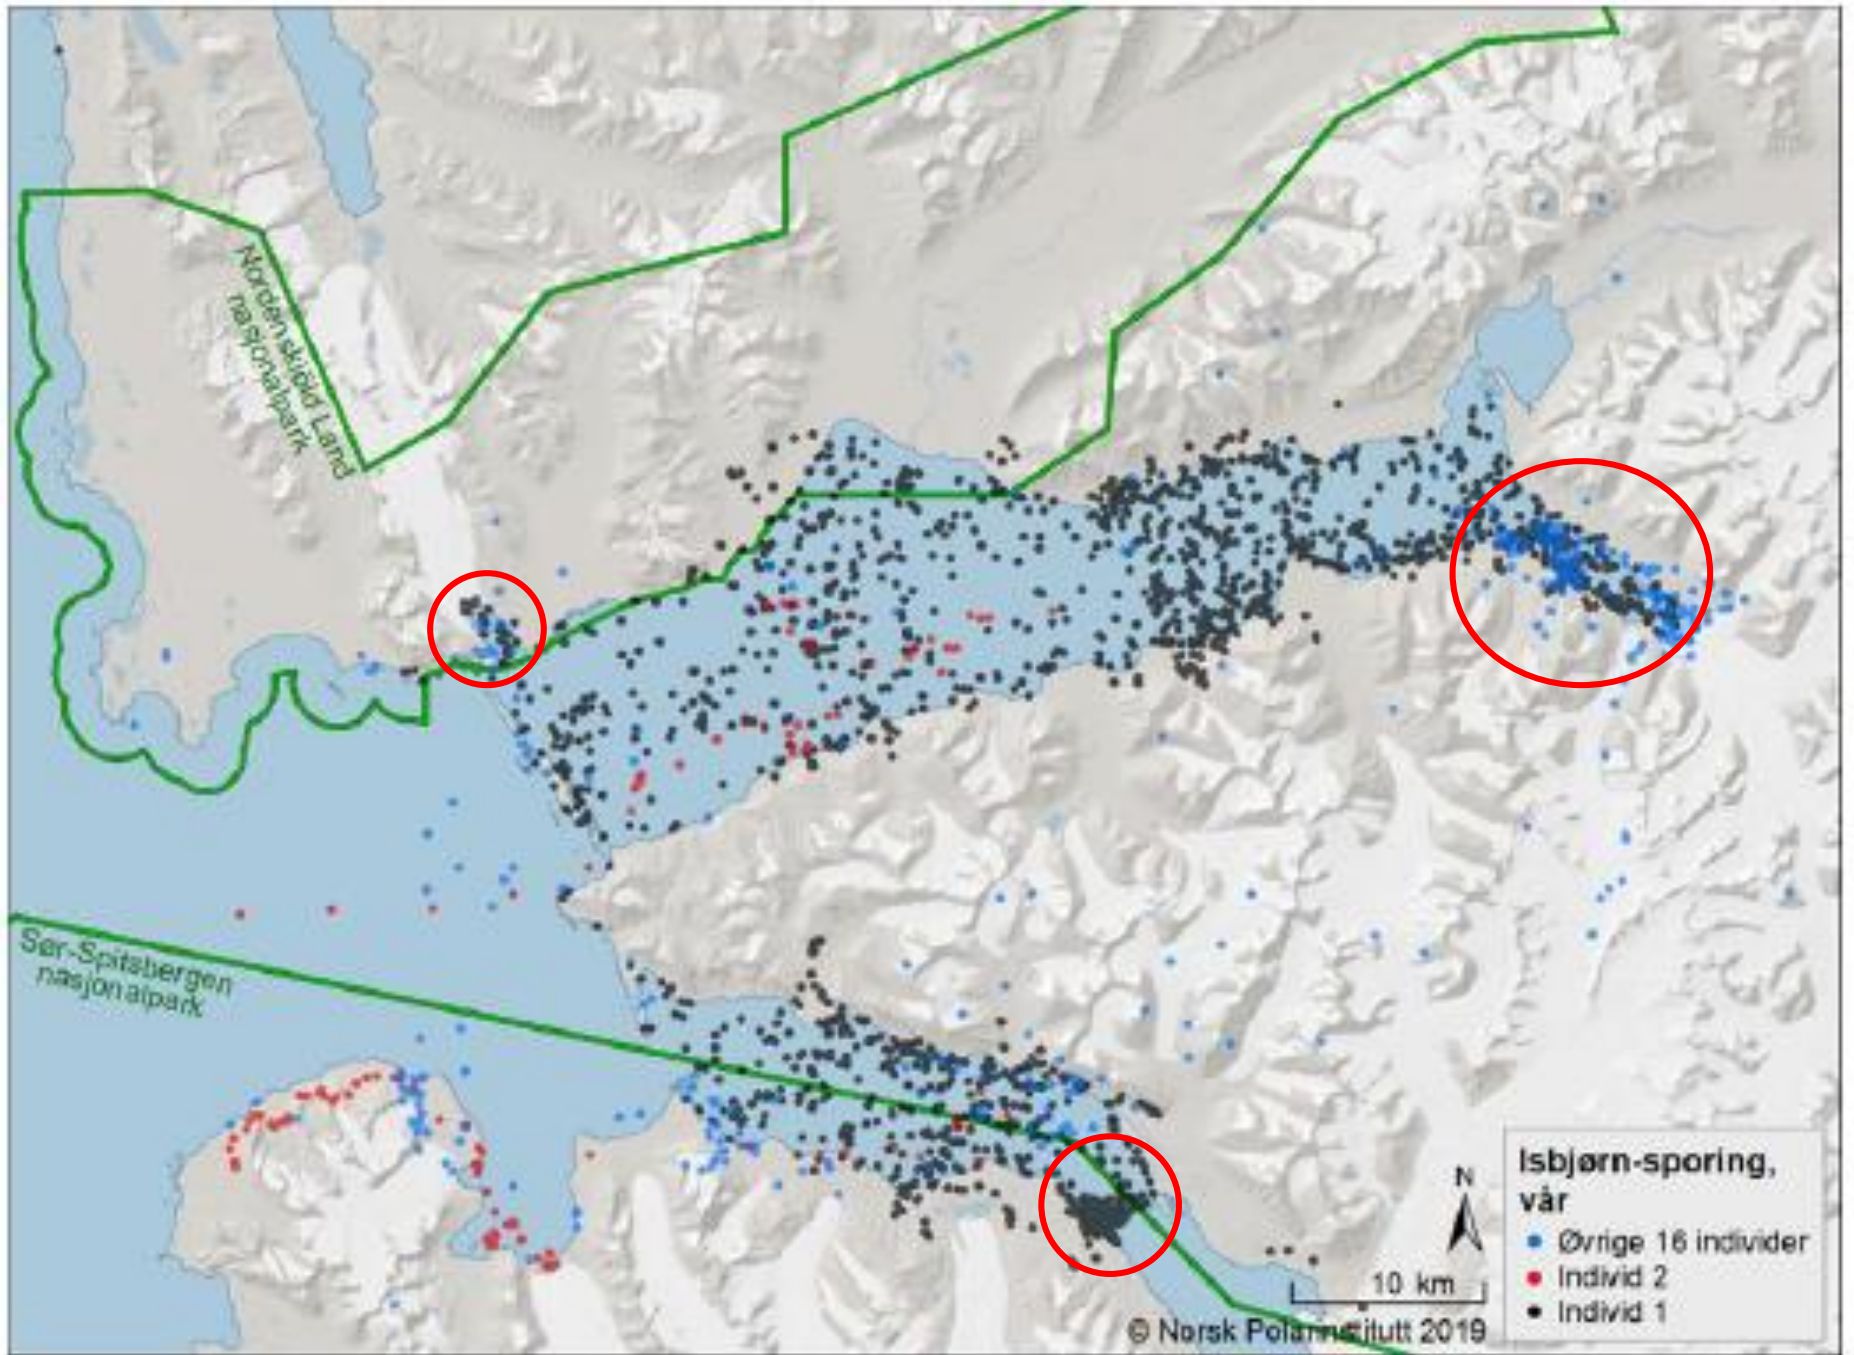 Nordenskiöld Land
nasjonalpark
Sør-Spitsbergen
nasjonalpark
Isbjørn-sporing,
vår
Øvrige 16 individer
Individ 2
Individ 1
N
10 km
© Norsk Polarinstitutt 2019